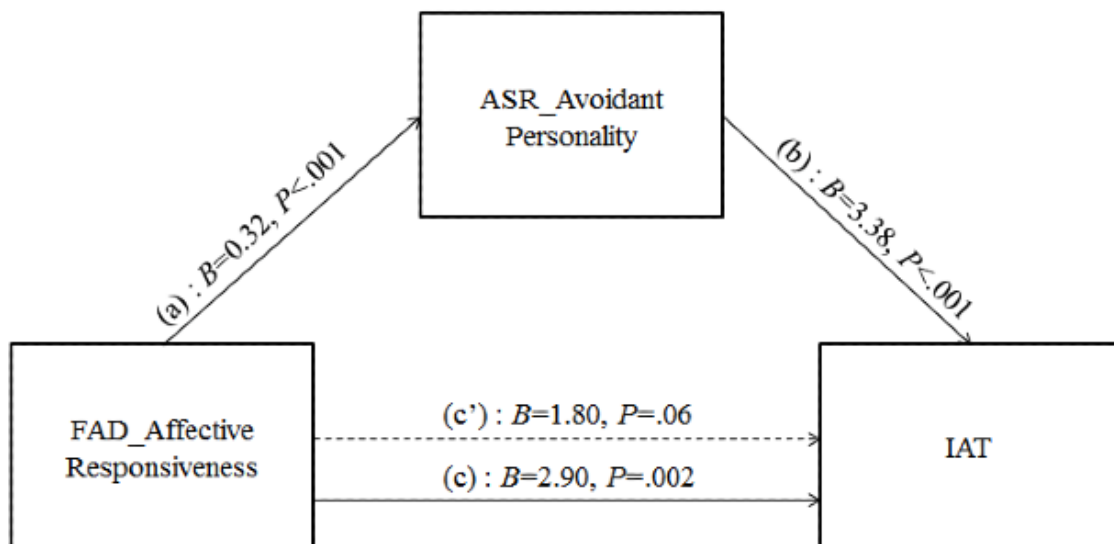 ASR_Avoidant
Personality
(a) : B=0.32, P<.001
(b) : B=3.38, P<.001
FAD_Affective
Responsiveness
(c’) : B=1.80, P=.06
(c) : B=2.90, P=.002
IAT